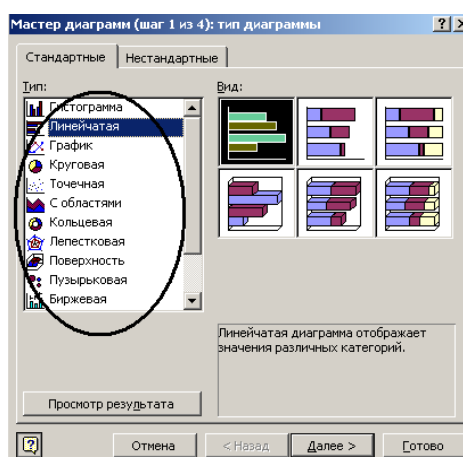 Мастер диаграмм (шаг 1 из 4): тип диаграммы
Стандартные Нестандартные
Тип:
Вид:
Гистограмма
Линейчатая
График
Круговая
Точечная
С областями
Кольцевая
Лепестковая
Поверхность
Пузырьковая
Биржевая
Линейчатая диаграмма отображает
значения различных категорий.
Просмотр результата
Отмена < Назад Далее > Готово